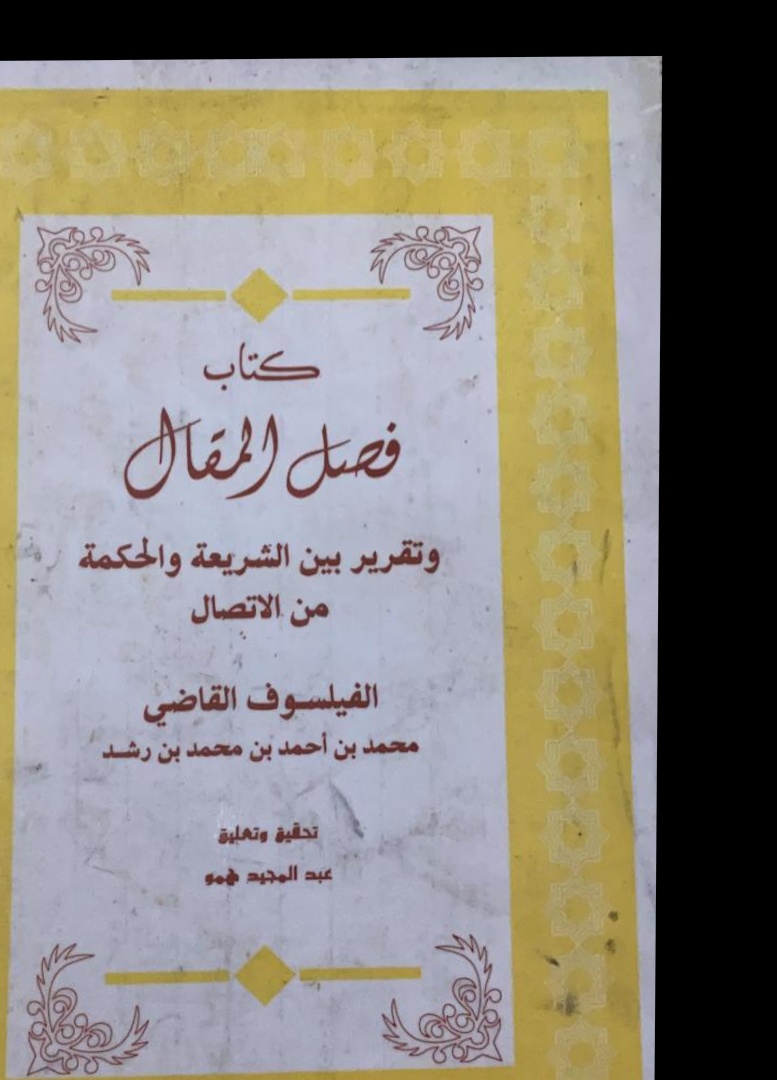 كتاب
فصل المقال
وتقرير بين الشريعة والحكمة
من الاتصال
الفيلسوف القاضي
محمد بن أحمد بن محمد بن رشد
تحقيق وتعليق
عبد المجيد همو